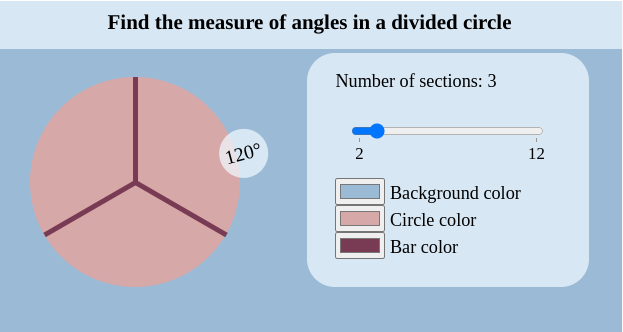 Find the measure of angles in a divided circle
120°
Number of sections: 3
2 12
Background color
Circle color
Bar color